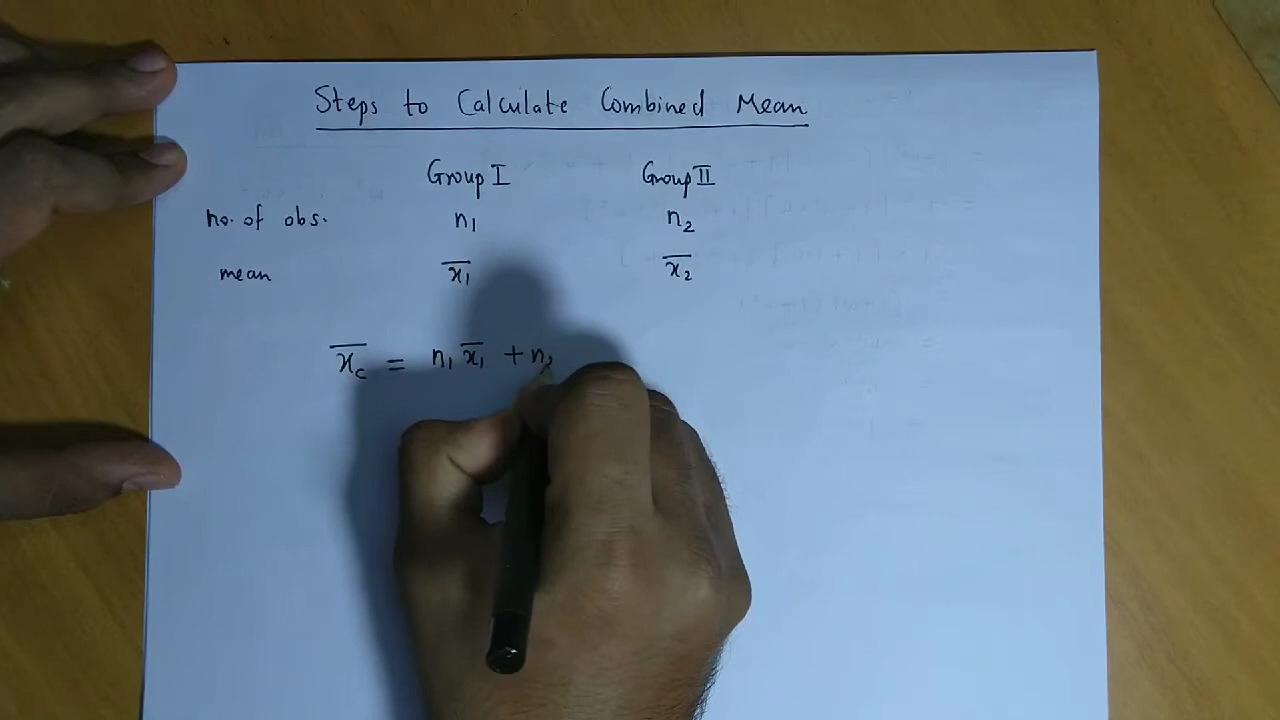 Steps to Calculate Combined Mean
Group I Group II
no. of obs. n₁ n₂
mean x̄₁ x̄₂
x̄c = n₁ x̄₁ + n₂